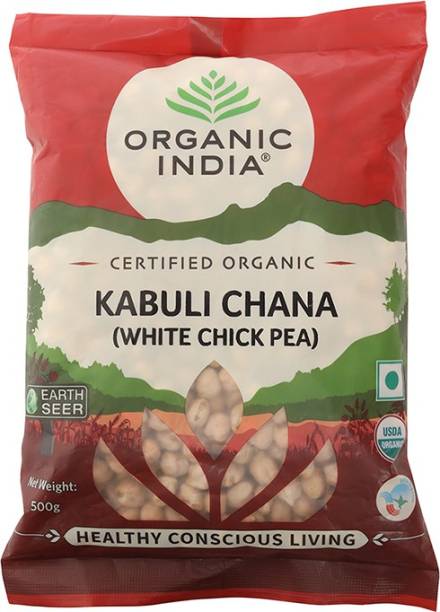 ORGANIC
INDIA®
CERTIFIED ORGANIC
KABULI CHANA
(WHITE CHICK PEA)
EARTH
SEER
USDA
ORGANIC
Net Weight:
500g
HEALTHY CONSCIOUS LIVING